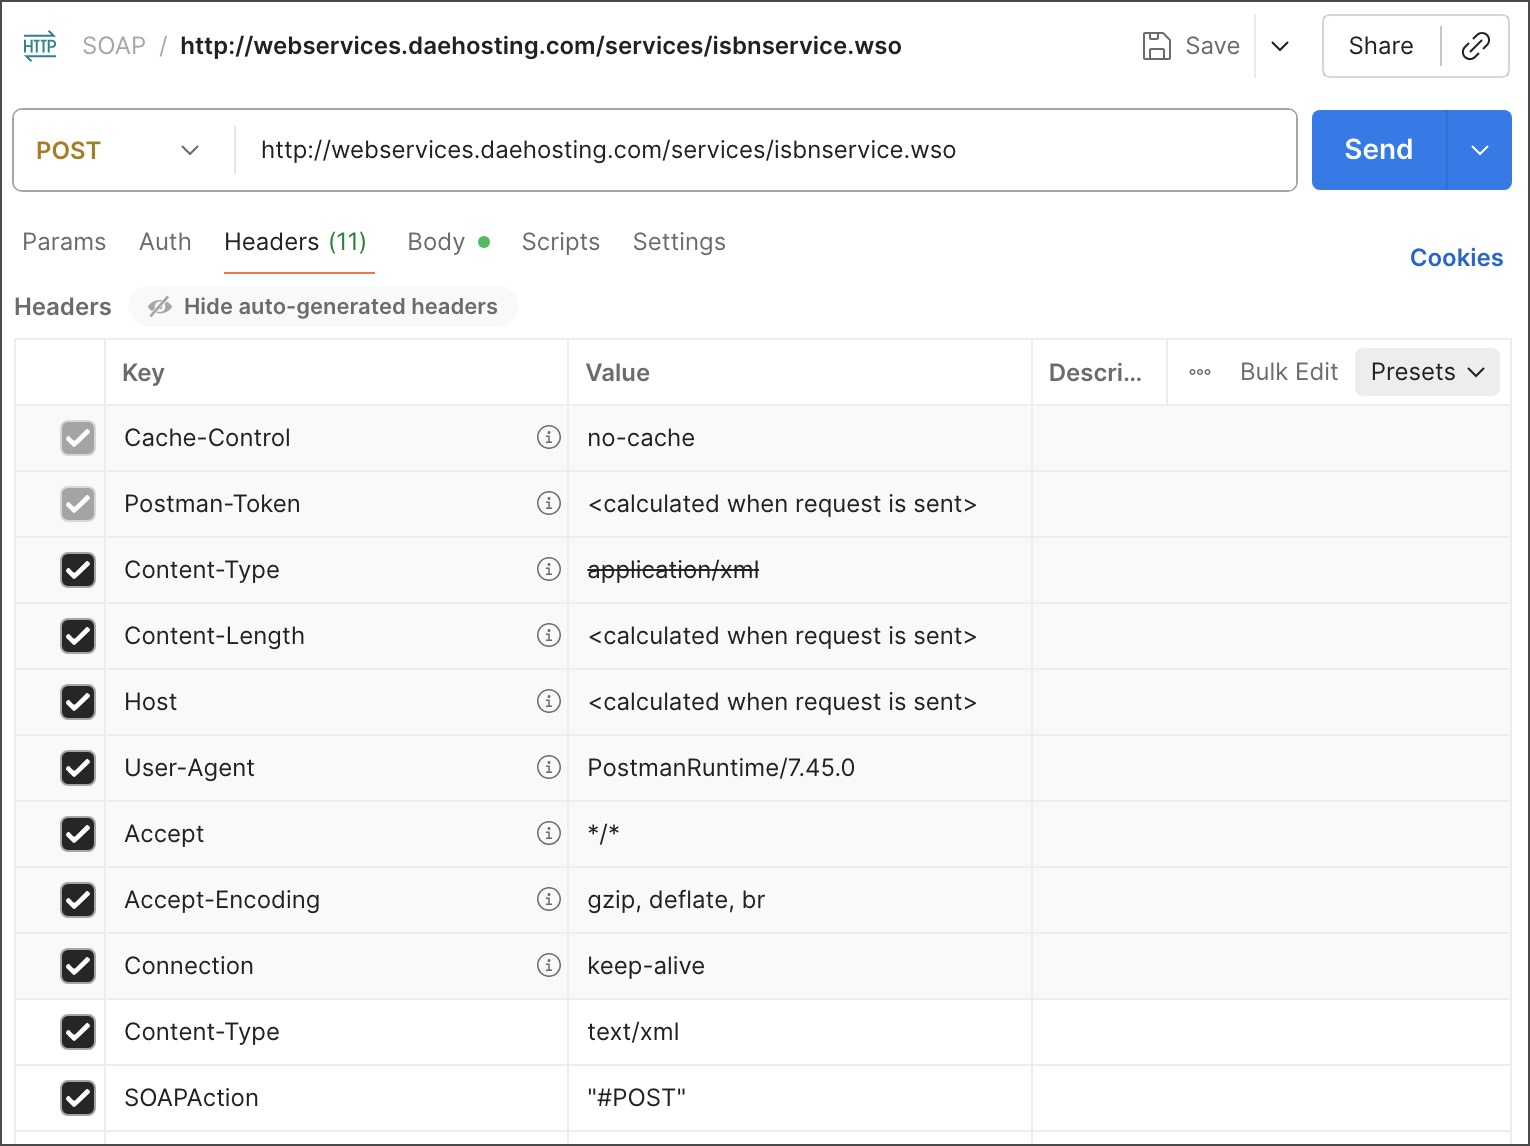 HTTP SOAP / http://webservices.daehosting.com/services/isbnservice.wso Save Share
POST http://webservices.daehosting.com/services/isbnservice.wso Send
Params Auth Headers (11) Body Scripts Settings Cookies
Headers Hide auto-generated headers
Key Value Descri... Bulk Edit Presets
Cache-Control no-cache
Postman-Token <calculated when request is sent>
Content-Type application/xml
Content-Length <calculated when request is sent>
Host <calculated when request is sent>
User-Agent PostmanRuntime/7.45.0
Accept */*
Accept-Encoding gzip, deflate, br
Connection keep-alive
Content-Type text/xml
SOAPAction "#POST"